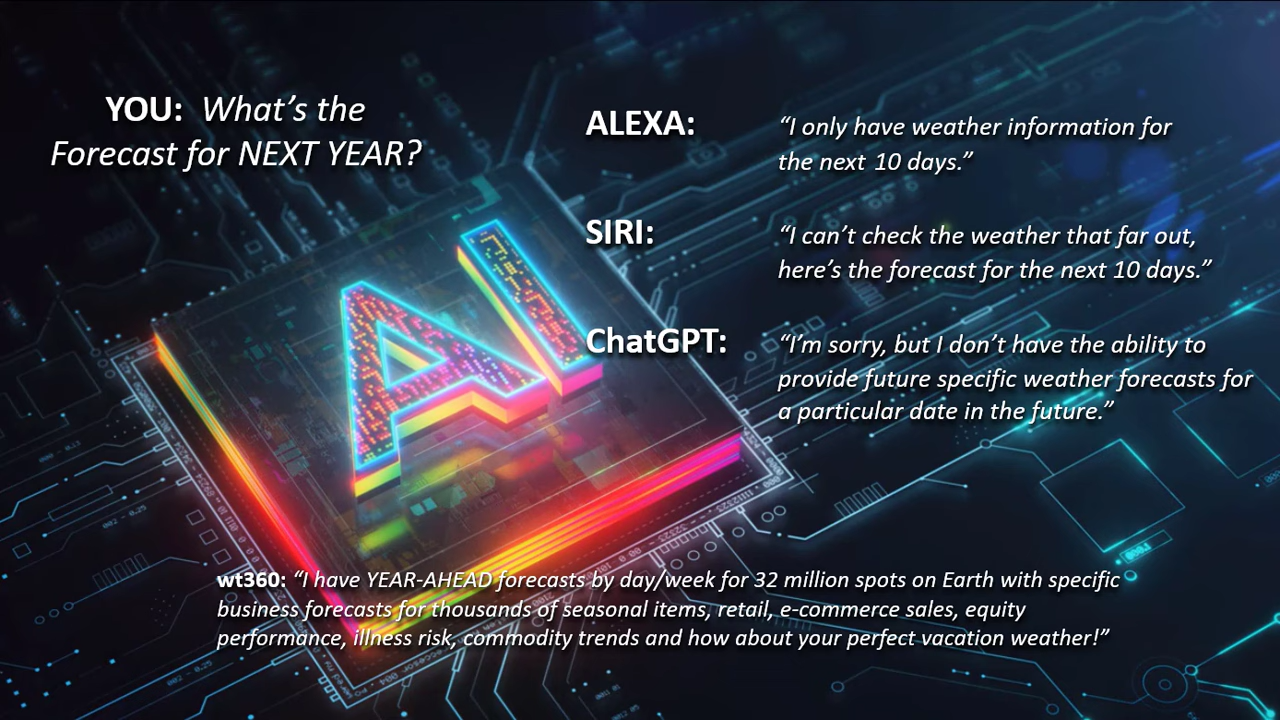 YOU: What's the
Forecast for NEXT YEAR?
ALEXA:
"I only have weather information for
the next 10 days."
SIRI:
"I can't check the weather that far out,
here's the forecast for the next 10 days."
ChatGPT:
"I'm sorry, but I don't have the ability to
provide future specific weather forecasts for
a particular date in the future."
AI
wt360: "I have YEAR-AHEAD forecasts by day/week for 32 million spots on Earth with specific
business forecasts for thousands of seasonal items, retail, e-commerce sales, equity
performance, illness risk, commodity trends and how about your perfect vacation weather!"